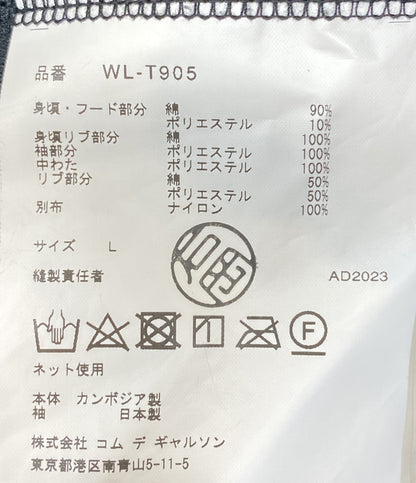 品番 WL-T905
身頃・フード部分 綿 90%
ポリエステル 10%
身頃リブ部分 綿 100%
袖部分 ポリエステル 100%
中わた ポリエステル 100%
リブ部分 綿 50%
ポリエステル 50%
別布 ナイロン 100%
サイズ L
縫製責任者 AD2023
F
ネット使用
本体 カンボジア製
袖 日本製
株式会社 コム デ ギャルソン
東京都港区南青山5-11-5